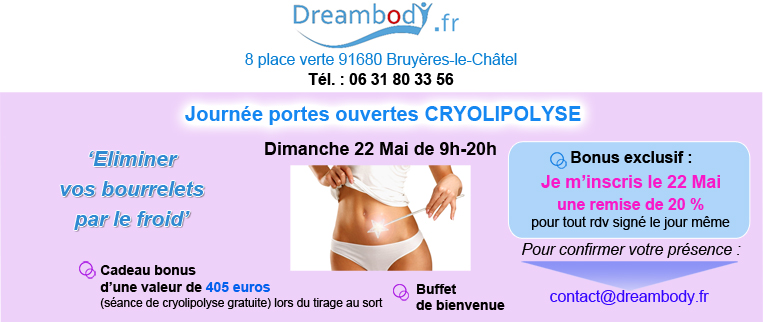 Dreambody.fr
8 place verte 91680 Bruyères-le-Châtel
Tél. : 06 31 80 33 56
Journée portes ouvertes CRYOLIPOLYSE
Dimanche 22 Mai de 9h-20h
‘Eliminer
vos bourrelets
par le froid’
Bonus exclusif :
Je m’inscris le 22 Mai
une remise de 20 %
pour tout rdv signé le jour même
Pour confirmer votre présence :
contact@dreambody.fr
Cadeau bonus
d’une valeur de 405 euros
(séance de cryolipolyse gratuite) lors du tirage au sort
Buffet
de bienvenue